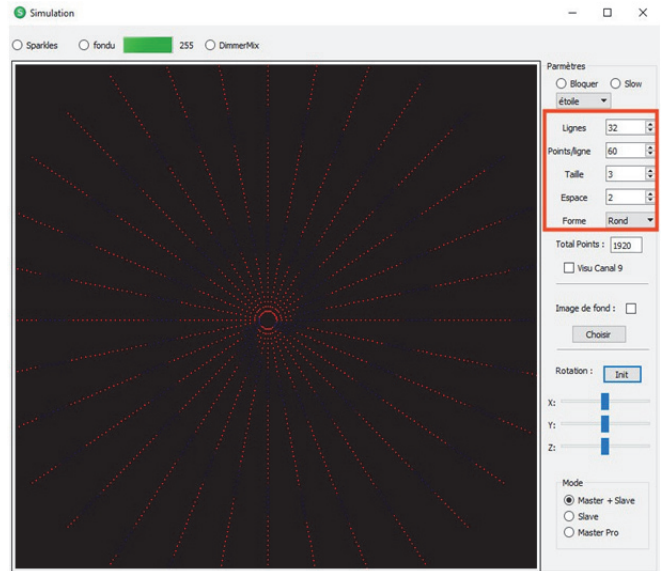 Simulation
Sparkles fondu 255 DimmerMix
Parmètres
Bloquer Slow
étoile
Lignes 32
Points/ligne 60
Taille 3
Espace 2
Forme Rond
Total Points : 1920
Visu Canal 9
Image de fond :
Choisir
Rotation : Init
X:
Y:
Z:
Mode
Master + Slave
Slave
Master Pro